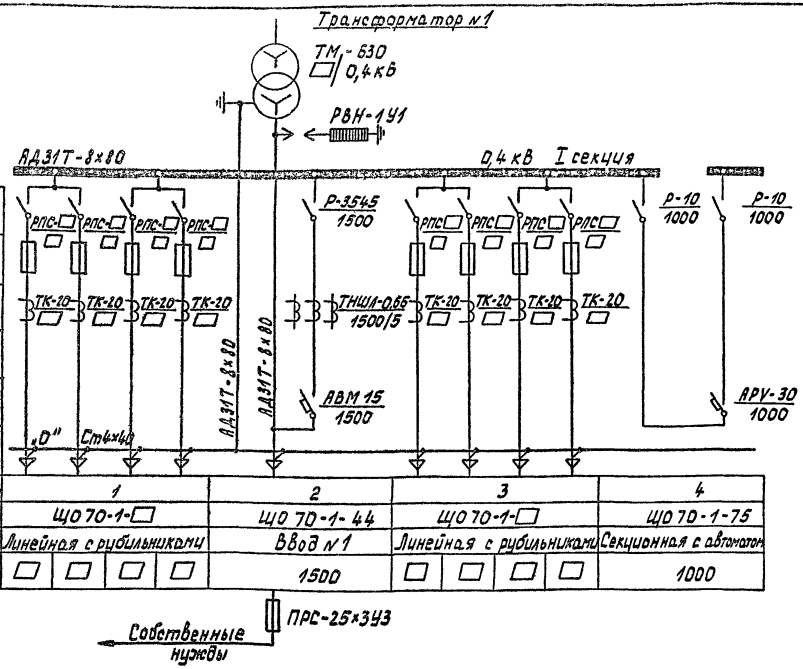 Трансформатор №1
ТМ - 630
□/0,4 кВ
РВН-1У1
АД31Т-8×80
0,4 кВ I секция
РПС-□ РПС-□ РПС-□ РПС-□
Р-3545
1500
РПС□ РПС□ РПС□ РПС□
Р-10
1000
Р-10
1000
ТК-20 ТК-20 ТК-20 ТК-20
ТНШЛ-0,66
1500/5
ТК-20 ТК-20 ТК-20 ТК-20
АД31Т-8×80
АД31Т-8×80
АВМ 15
1500
АРУ-30
1000
„0" Ст4×40
1 2 3 4
ЩО 70-1-□ ЩО 70-1-44 ЩО 70-1-□ ЩО 70-1-75
Линейная с рубильниками Ввод №1 Линейная с рубильниками Секционная с автоматом
□ □ □ □ 1500 □ □ □ □ 1000
ПРС-25×3У3
Собственные
нужды